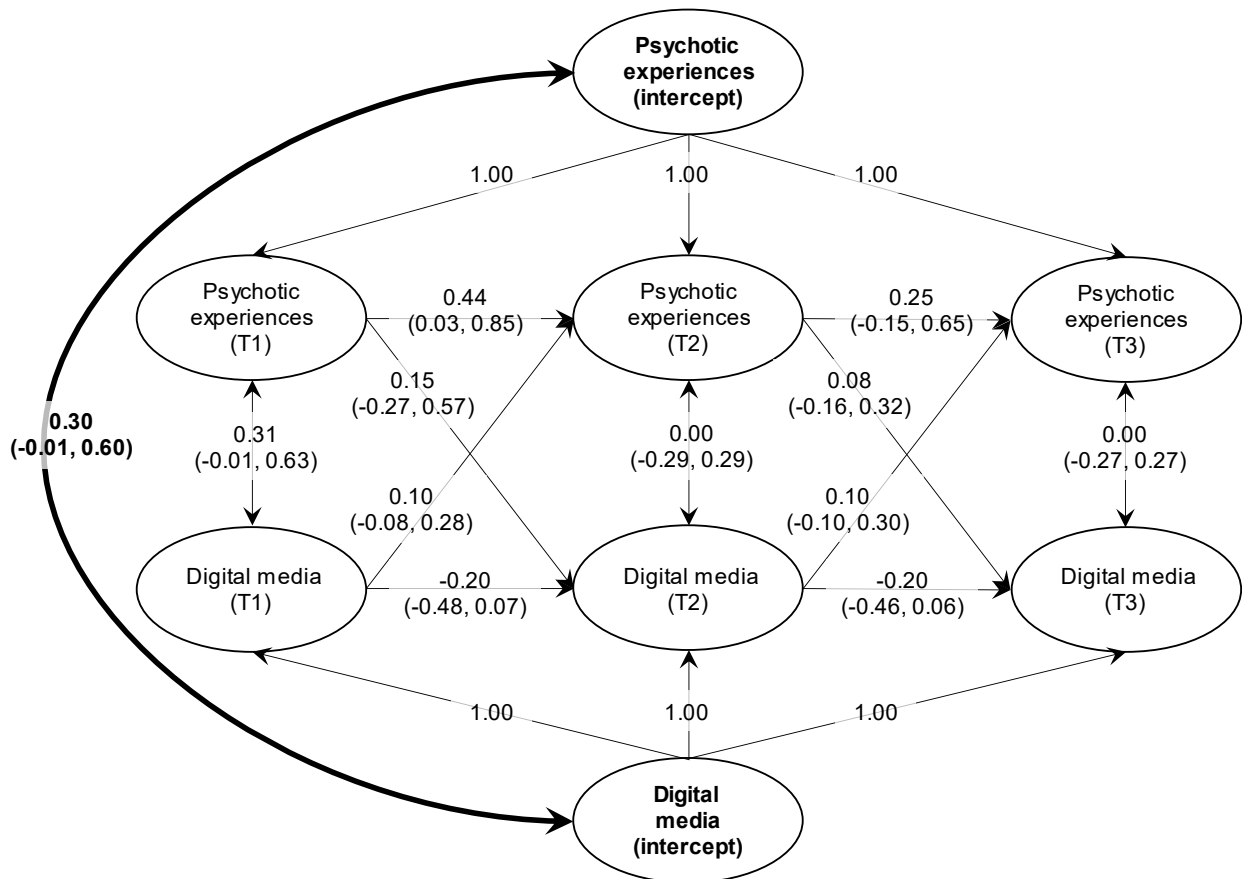 Psychotic
experiences
(intercept)
1.00
1.00
1.00
Psychotic
experiences
(T1)
0.44
(0.03, 0.85)
Psychotic
experiences
(T2)
0.25
(-0.15, 0.65)
Psychotic
experiences
(T3)
0.15
(-0.27, 0.57)
0.08
(-0.16, 0.32)
0.30
(-0.01, 0.60)
0.31
(-0.01, 0.63)
0.00
(-0.29, 0.29)
0.00
(-0.27, 0.27)
0.10
(-0.08, 0.28)
0.10
(-0.10, 0.30)
Digital media
(T1)
-0.20
(-0.48, 0.07)
Digital media
(T2)
-0.20
(-0.46, 0.06)
Digital media
(T3)
1.00
1.00
1.00
Digital
media
(intercept)